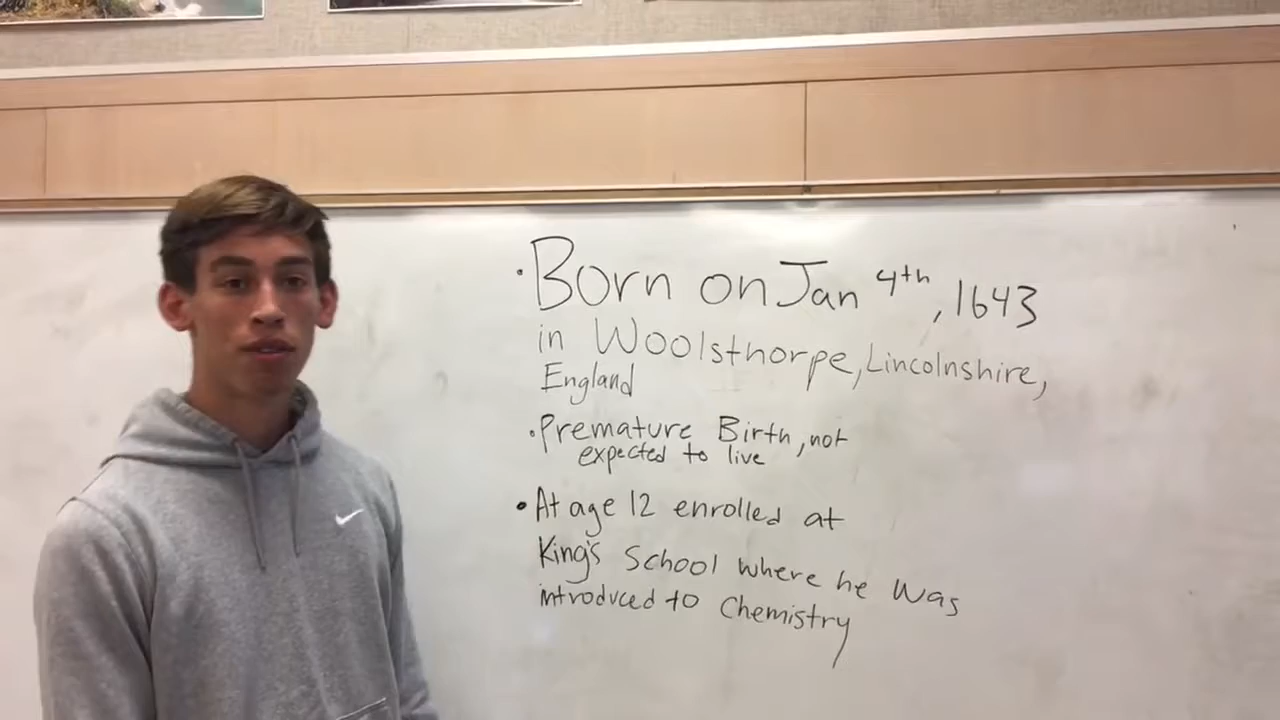 · Born on Jan 4th, 1643
in Woolsthorpe, Lincolnshire,
England
· Premature Birth, not
expected to live
· At age 12 enrolled at
King's School where he was
introduced to Chemistry